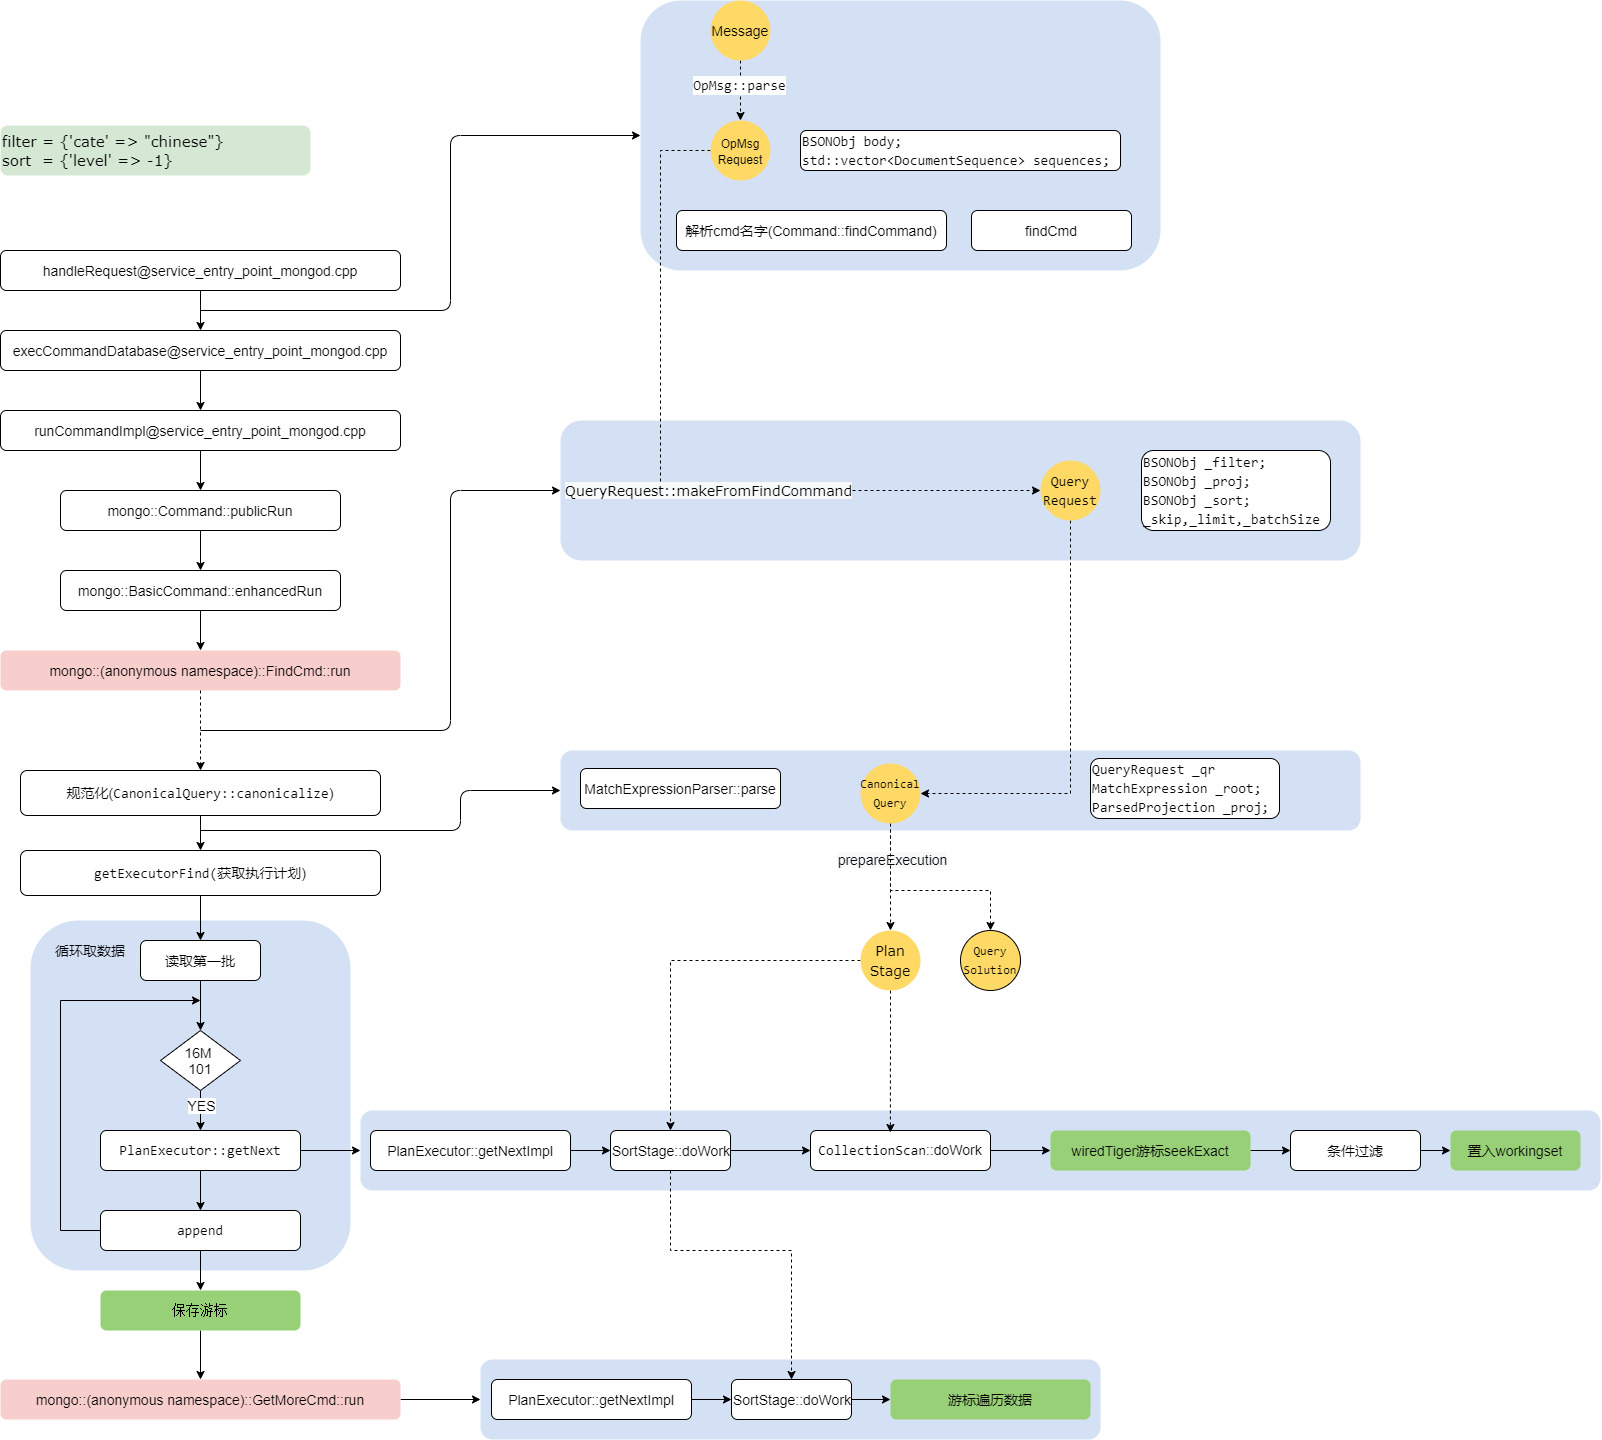 Message
OpMsg::parse
filter = {'cate' => "chinese"}
sort  = {'level' => -1}
OpMsg
Request
BSONObj body;
std::vector<DocumentSequence> sequences;
解析cmd名字(Command::findCommand)
findCmd
handleRequest@service_entry_point_mongod.cpp
execCommandDatabase@service_entry_point_mongod.cpp
runCommandImpl@service_entry_point_mongod.cpp
mongo::Command::publicRun
mongo::BasicCommand::enhancedRun
mongo::(anonymous namespace)::FindCmd::run
QueryRequest::makeFromFindCommand
Query
Request
BSONObj _filter;
BSONObj _proj;
BSONObj _sort;
_skip,_limit,_batchSize
规范化(CanonicalQuery::canonicalize)
MatchExpressionParser::parse
Canonical
Query
QueryRequest _qr
MatchExpression _root;
ParsedProjection _proj;
getExecutorFind(获取执行计划)
prepareExecution
循环取数据
读取第一批
Plan
Stage
Query
Solution
16M
101
YES
PlanExecutor::getNext
PlanExecutor::getNextImpl
SortStage::doWork
CollectionScan::doWork
wiredTiger游标seekExact
条件过滤
置入workingset
append
保存游标
mongo::(anonymous namespace)::GetMoreCmd::run
PlanExecutor::getNextImpl
SortStage::doWork
游标遍历数据